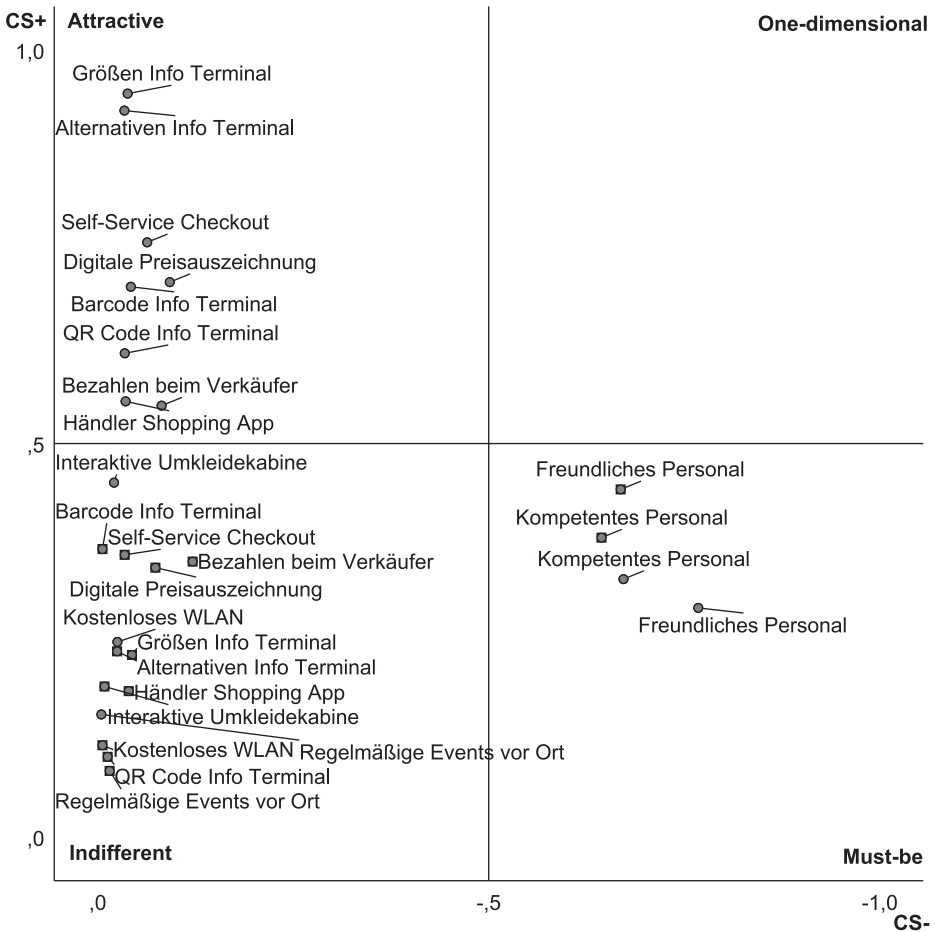 CS+
Attractive
One-dimensional
1,0
Größen Info Terminal
Alternativen Info Terminal
Self-Service Checkout
Digitale Preisauszeichnung
Barcode Info Terminal
QR Code Info Terminal
Bezahlen beim Verkäufer
Händler Shopping App
,5
Interaktive Umkleidekabine
Freundliches Personal
Barcode Info Terminal
Kompetentes Personal
Self-Service Checkout
Bezahlen beim Verkäufer
Kompetentes Personal
Digitale Preisauszeichnung
Kostenloses WLAN
Freundliches Personal
Größen Info Terminal
Alternativen Info Terminal
Händler Shopping App
Interaktive Umkleidekabine
Kostenloses WLAN
Regelmäßige Events vor Ort
QR Code Info Terminal
Regelmäßige Events vor Ort
,0
Indifferent
Must-be
,0
-,5
-1,0
CS-